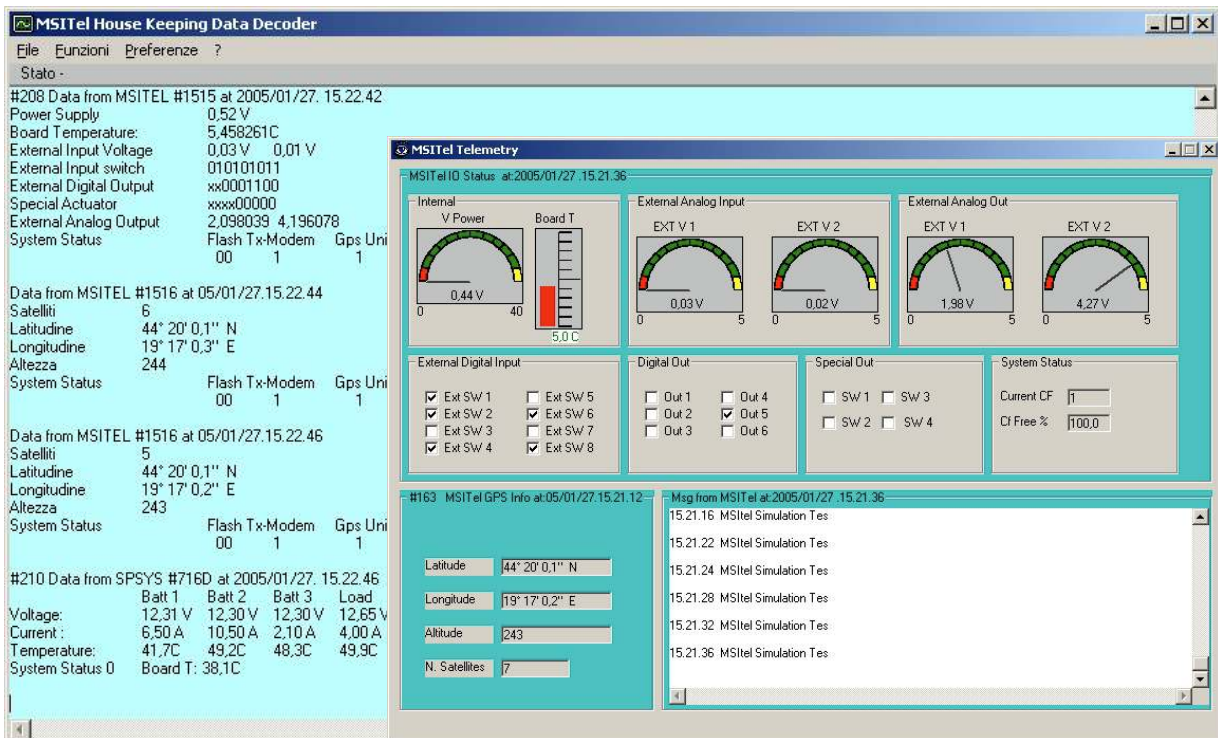 MSITel House Keeping Data Decoder
File Funzioni Preferenze ?
Stato -
#208 Data from MSITEL #1515 at 2005/01/27. 15.22.42
Power Supply 0,52 V
Board Temperature: 5,458261C
External Input Voltage 0,03 V 0,01 V
External Input switch 010101011
External Digital Output xx0001100
Special Actuator xxxx00000
External Analog Output 2,098039 4,196078
System Status Flash Tx-Modem Gps Uni
00 1 1
Data from MSITEL #1516 at 05/01/27.15.22.44
Satelliti 6
Latitudine 44° 20' 0,1'' N
Longitudine 19° 17' 0,3'' E
Altezza 244
System Status Flash Tx-Modem Gps Uni
00 1 1
Data from MSITEL #1516 at 05/01/27.15.22.46
Satelliti 5
Latitudine 44° 20' 0,1'' N
Longitudine 19° 17' 0,2'' E
Altezza 243
System Status Flash Tx-Modem Gps Uni
00 1 1
#210 Data from SPSYS #716D at 2005/01/27. 15.22.46
Batt 1 Batt 2 Batt 3 Load
Voltage: 12,31 V 12,30 V 12,30 V 12,65 V
Current : 6,50 A 10,50 A 2,10 A 4,00 A
Temperature: 41,7C 49,2C 48,3C 49,9C
System Status 0 Board T: 38,1C
MSITel Telemetry
MSITel IO Status at:2005/01/27 .15.21.36
Internal
V Power Board T
0,44 V
0 40
5,0 C
External Analog Input
EXT V 1 EXT V 2
0,03 V 0,02 V
0 5 0 5
External Analog Out
EXT V 1 EXT V 2
1,98 V 4,27 V
0 5 0 5
External Digital Input
Ext SW 1 Ext SW 5
Ext SW 2 Ext SW 6
Ext SW 3 Ext SW 7
Ext SW 4 Ext SW 8
Digital Out
Out 1 Out 4
Out 2 Out 5
Out 3 Out 6
Special Out
SW 1 SW 3
SW 2 SW 4
System Status
Current CF 1
Cf Free % 100,0
#163 MSITel GPS Info at:05/01/27.15.21.12
Latitude 44° 20' 0,1'' N
Longitude 19° 17' 0,2'' E
Altitude 243
N. Satellites 7
Msg from MSITel at:2005/01/27 .15.21.36
15.21.16 MSItel Simulation Tes
15.21.22 MSItel Simulation Tes
15.21.24 MSItel Simulation Tes
15.21.28 MSItel Simulation Tes
15.21.32 MSItel Simulation Tes
15.21.36 MSItel Simulation Tes